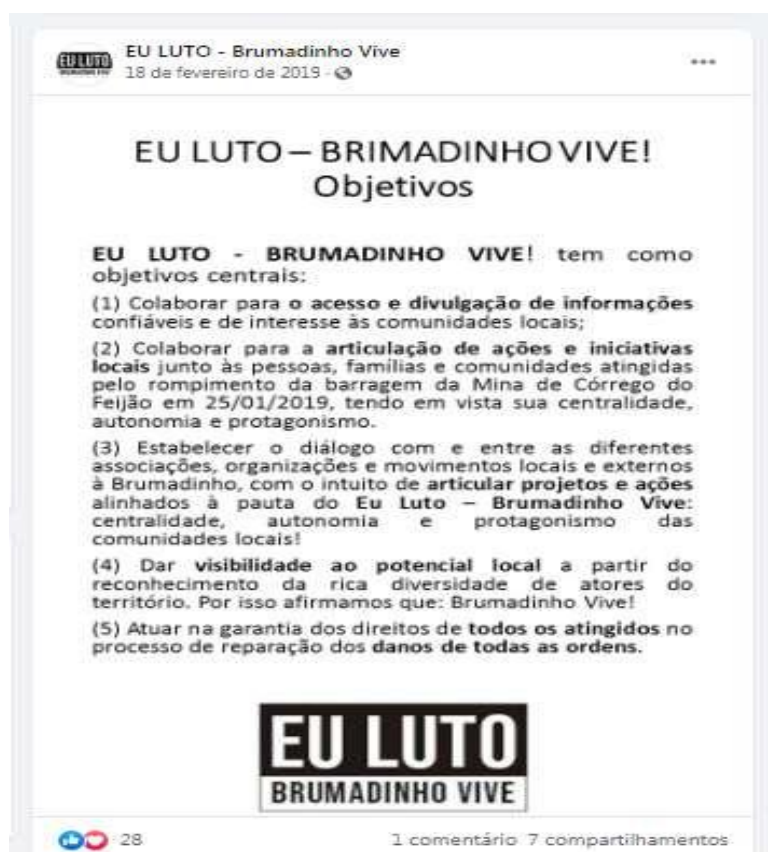 EU LUTO
BRUMADINHO VIVE
EU LUTO - Brumadinho Vive
18 de fevereiro de 2019 ·
EU LUTO – BRIMADINHO VIVE!
Objetivos
EU LUTO - BRUMADINHO VIVE! tem como
objetivos centrais:
(1) Colaborar para o acesso e divulgação de informações
confiáveis e de interesse às comunidades locais;
(2) Colaborar para a articulação de ações e iniciativas
locais junto às pessoas, famílias e comunidades atingidas
pelo rompimento da barragem da Mina de Córrego do
Feijão em 25/01/2019, tendo em vista sua centralidade,
autonomia e protagonismo.
(3) Estabelecer o diálogo com e entre as diferentes
associações, organizações e movimentos locais e externos
à Brumadinho, com o intuito de articular projetos e ações
alinhados à pauta do Eu Luto – Brumadinho Vive:
centralidade, autonomia e protagonismo das
comunidades locais!
(4) Dar visibilidade ao potencial local a partir do
reconhecimento da rica diversidade de atores do
território. Por isso afirmamos que: Brumadinho Vive!
(5) Atuar na garantia dos direitos de todos os atingidos no
processo de reparação dos danos de todas as ordens.
EU LUTO
BRUMADINHO VIVE
28
1 comentário 7 compartilhamentos